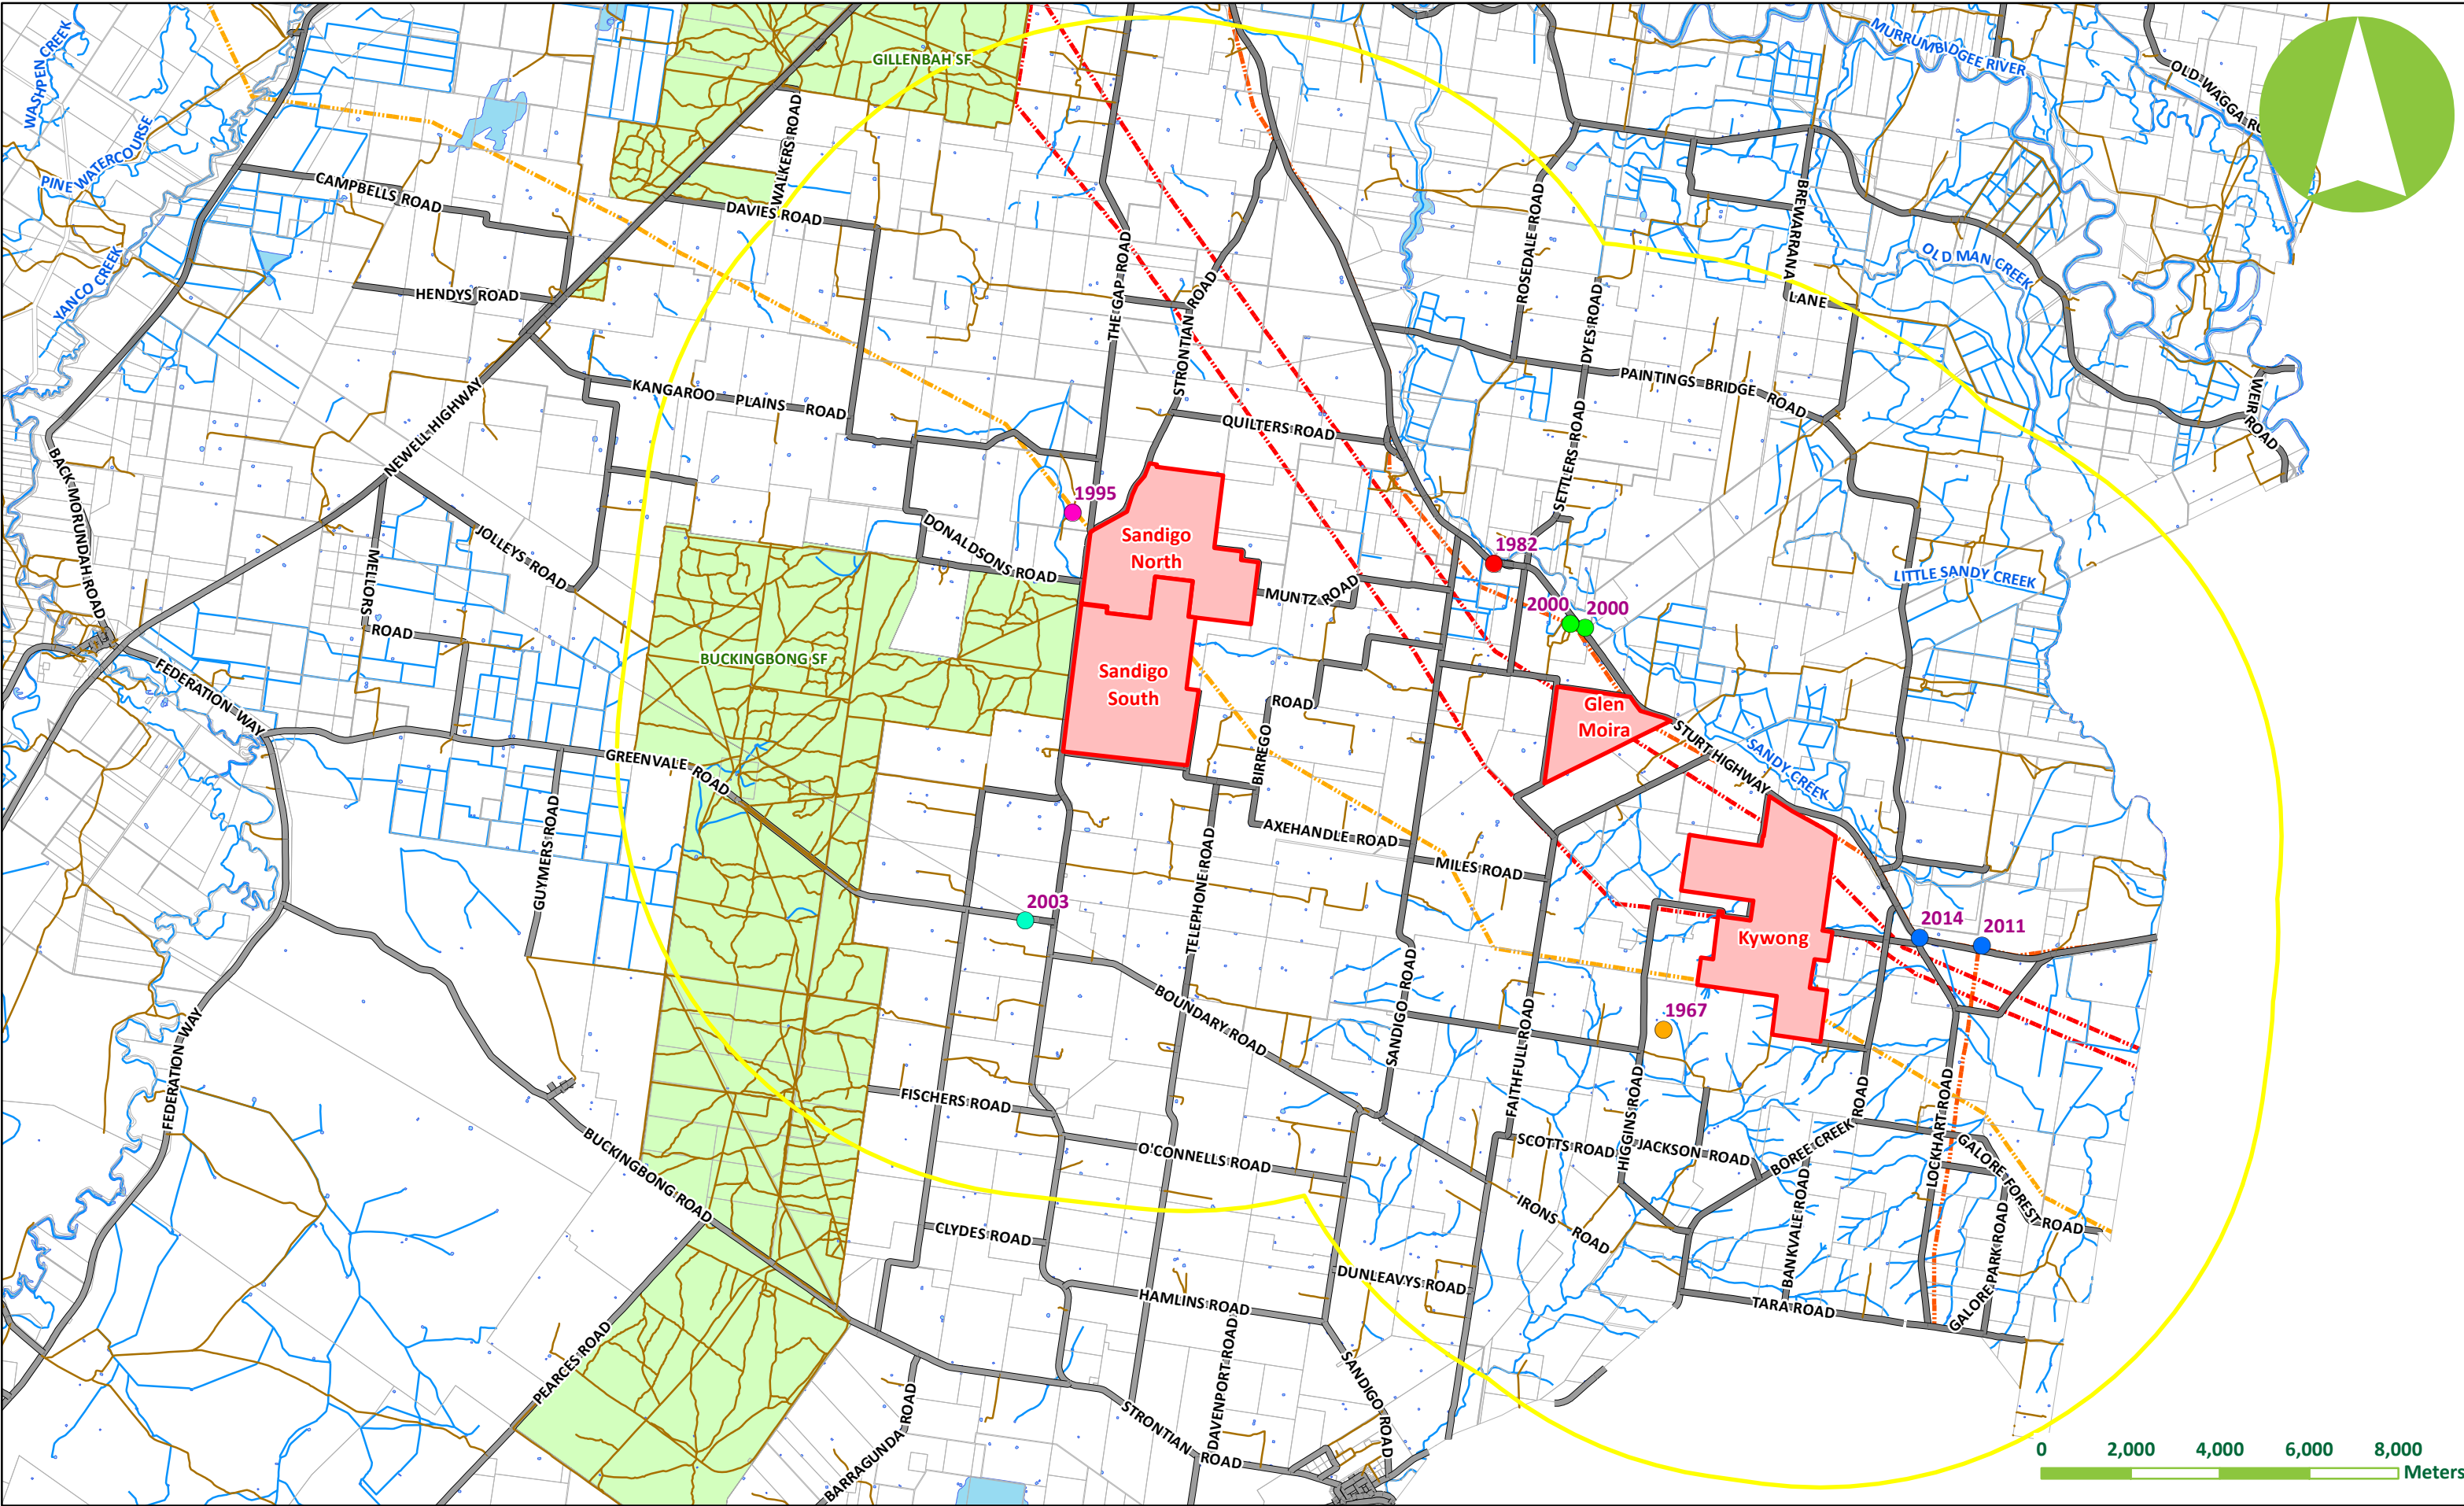 WASHPEN CREEK
GILLENBAH SF
MURRUMBIDGEE RIVER
OLD WAGGA
PINE WATERCOURSE
WALKERS ROAD
CAMPBELLS ROAD
DAVIES ROAD
ROSEDALE ROAD
BREWARRANA
LANE
OLD MAN CREEK
YANCO CREEK
HENDYS ROAD
THE GAP ROAD
STRONTIAN ROAD
DYES ROAD
SETTLERS ROAD
PAINTINGS BRIDGE ROAD
WEIR ROAD
KANGAROO PLAINS ROAD
QUILTERS ROAD
NEWELL HIGHWAY
BACK MORUNDAH ROAD
1995
JOLLEYS ROAD
DONALDSONS ROAD
Sandigo
North
1982
MELLORS
ROAD
MUNTZ ROAD
2000
2000
LITTLE SANDY CREEK
BUCKINGBONG SF
Sandigo
South
FEDERATION WAY
ROAD
BIRREGO
Glen
Moira
STURT HIGHWAY
SANDY CREEK
GREENVALE ROAD
GUYMERS ROAD
AXEHANDLE ROAD
MILES ROAD
TELEPHONE ROAD
2003
Kywong
2014
2011
1967
BOUNDARY ROAD
SANDIGO ROAD
FAITHFULL ROAD
FEDERATION WAY
FISCHERS ROAD
HIGGINS ROAD
LOCKHART ROAD
BUCKINGBONG ROAD
O'CONNELLS ROAD
SCOTTS ROAD
JACKSON ROAD
BOREE CREEK ROAD
GALORE FOREST ROAD
BANKVALE ROAD
IRONS ROAD
CLYDES ROAD
DUNLEAVYS ROAD
HAMLINS ROAD
TARA ROAD
GALORE PARK ROAD
PEARCES ROAD
DAVENPORT ROAD
SANDIGO ROAD
BARRAGUNDA ROAD
STRONTIAN ROAD
0 2,000 4,000 6,000 8,000
Meters